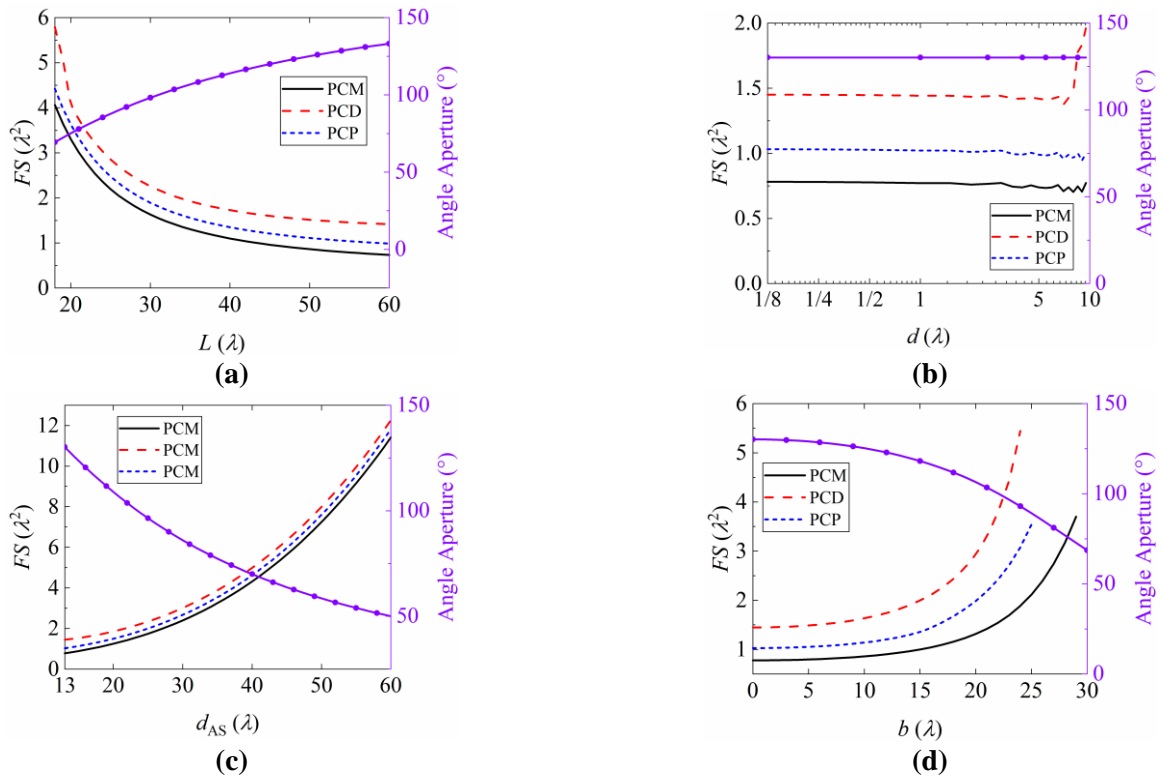 6
5
4
3
2
1
0
FS (λ²)
150
100
50
0
Angle Aperture (°)
PCM
PCD
PCP
20 30 40 50 60
L (λ)
(a)
2.0
1.5
1.0
0.5
0.0
FS (λ²)
150
100
50
0
Angle Aperture (°)
PCM
PCD
PCP
1/8 1/4 1/2 1 5 10
d (λ)
(b)
12
10
8
6
4
2
0
FS (λ²)
150
100
50
Angle Aperture (°)
PCM
PCM
PCM
13 20 30 40 50 60
d_AS (λ)
(c)
6
5
4
3
2
1
FS (λ²)
150
100
50
0
Angle Aperture (°)
PCM
PCD
PCP
0 5 10 15 20 25 30
b (λ)
(d)